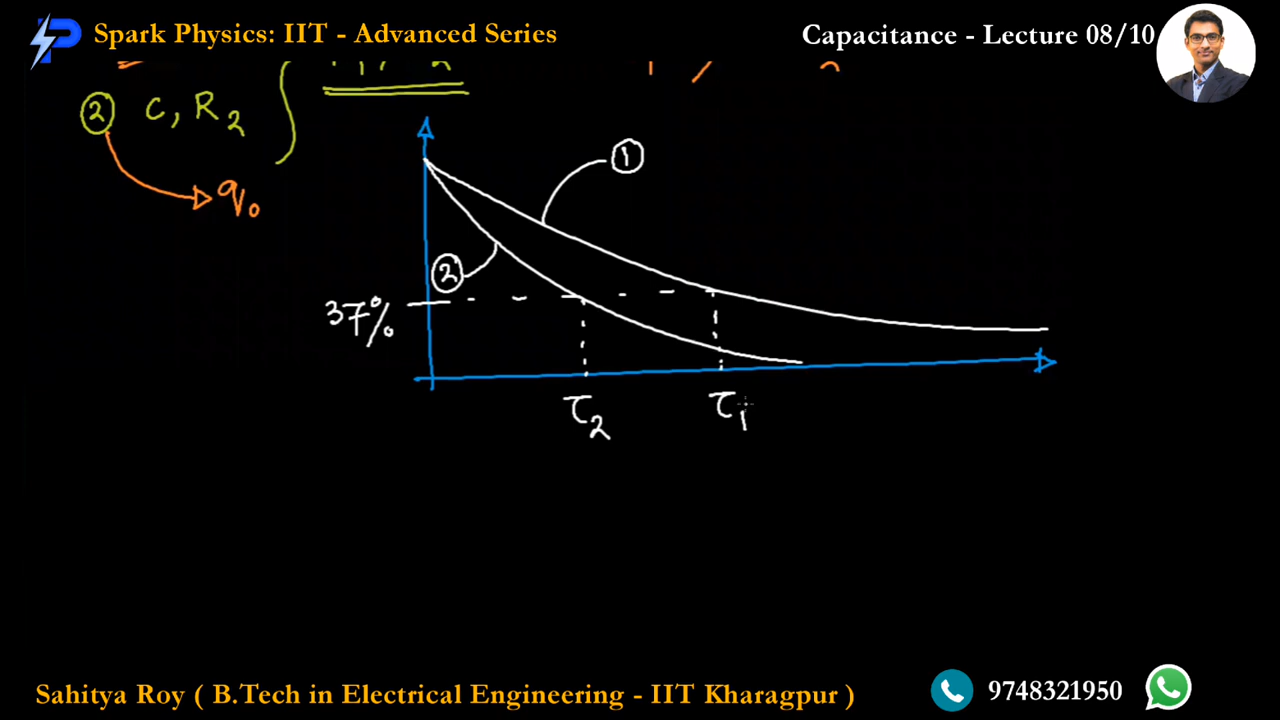 Spark Physics: IIT - Advanced Series
Capacitance - Lecture 08/10
② C, R₂
q₀
①
②
37%
τ₂
τ₁
Sahitya Roy ( B.Tech in Electrical Engineering - IIT Kharagpur )
9748321950